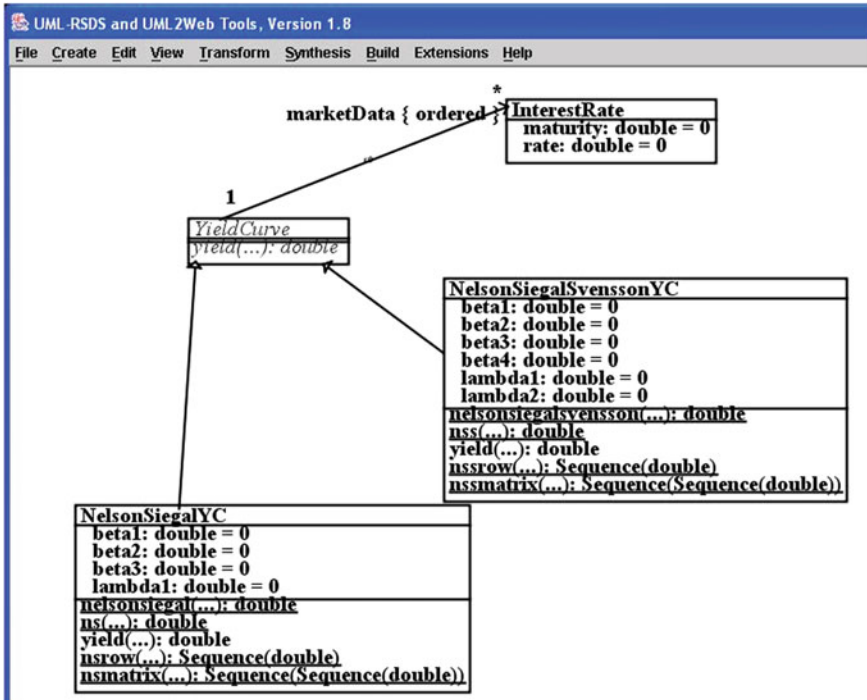 UML-RSDS and UML2Web Tools, Version 1.8
File Create Edit View Transform Synthesis Build Extensions Help
*
marketData { ordered }
InterestRate
maturity: double = 0
rate: double = 0
1
YieldCurve
yield(...): double
NelsonSiegalSvenssonYC
beta1: double = 0
beta2: double = 0
beta3: double = 0
beta4: double = 0
lambda1: double = 0
lambda2: double = 0
nelsonsiegalsvensson(...): double
nss(...): double
yield(...): double
nssrow(...): Sequence(double)
nssmatrix(...): Sequence(Sequence(double))
NelsonSiegalYC
beta1: double = 0
beta2: double = 0
beta3: double = 0
lambda1: double = 0
nelsonsiegal(...): double
ns(...): double
yield(...): double
nsrow(...): Sequence(double)
nsmatrix(...): Sequence(Sequence(double))